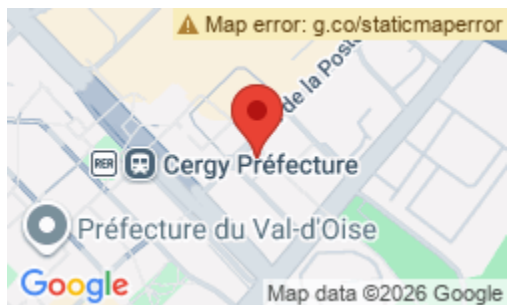 Map error: g.co/staticmaperror
de la Poste
RER Cergy Préfecture
Préfecture du Val-d'Oise
Google
Map data ©2026 Google